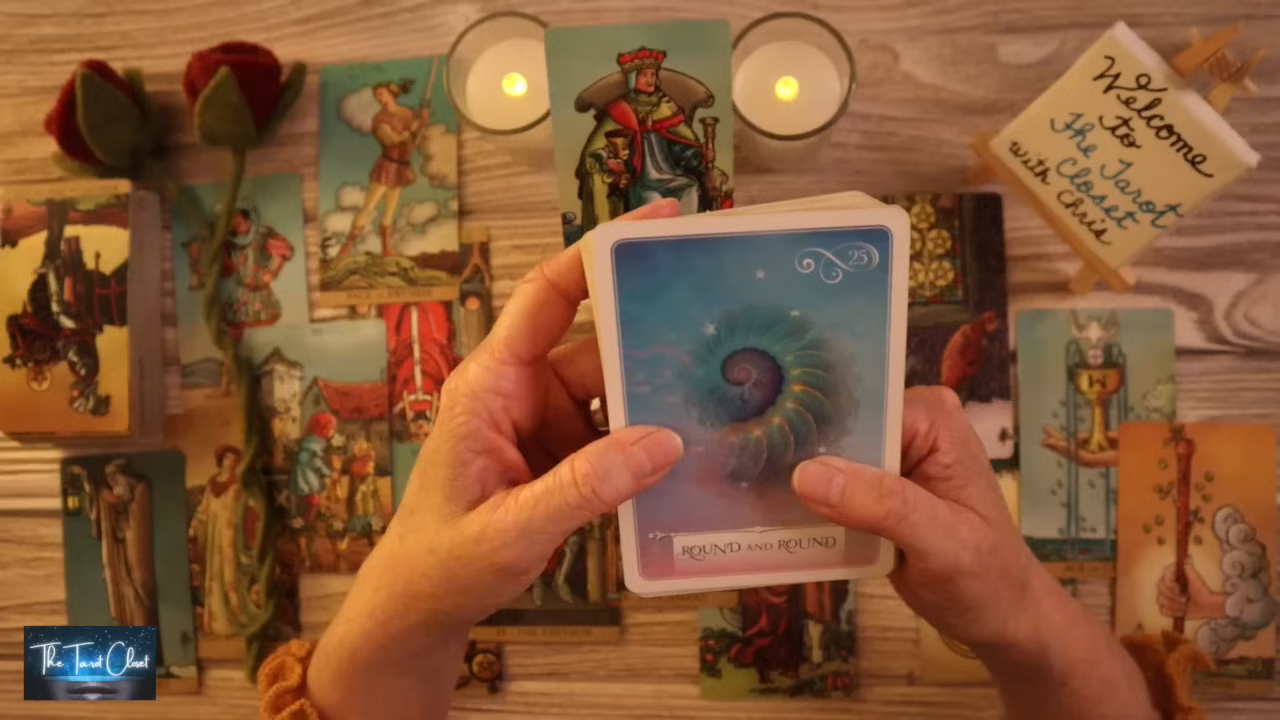 Welcome
to
The Tarot
Closet
with Chris
25
ROUND AND ROUND
The Tarot Closet